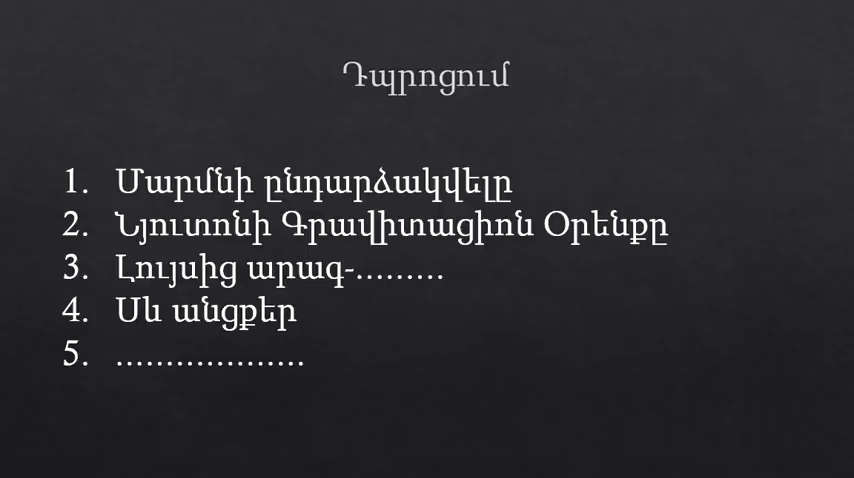 Դպրոցում
1. Մարմնի ընդարձակվելը
2. Նյուտոնի Գրավիտացիոն Օրենքը
3. Լույսից արագ-.........
4. Սև անցքեր
5. ...................